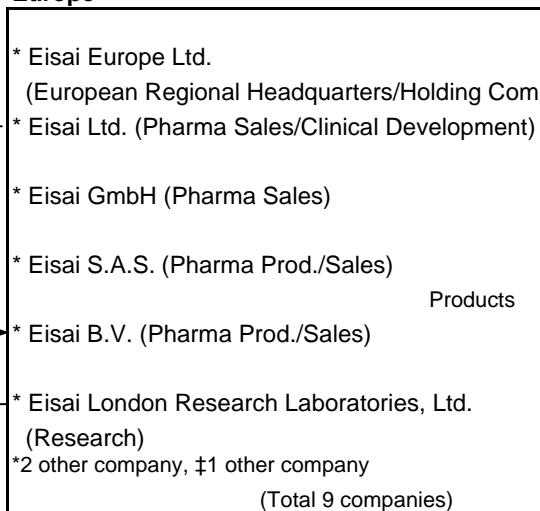 * Eisai Europe Ltd.
(European Regional Headquarters/Holding Com
* Eisai Ltd. (Pharma Sales/Clinical Development)
* Eisai GmbH (Pharma Sales)
* Eisai S.A.S. (Pharma Prod./Sales)
Products
* Eisai B.V. (Pharma Prod./Sales)
* Eisai London Research Laboratories, Ltd.
(Research)
*2 other company, ‡1 other company
(Total 9 companies)